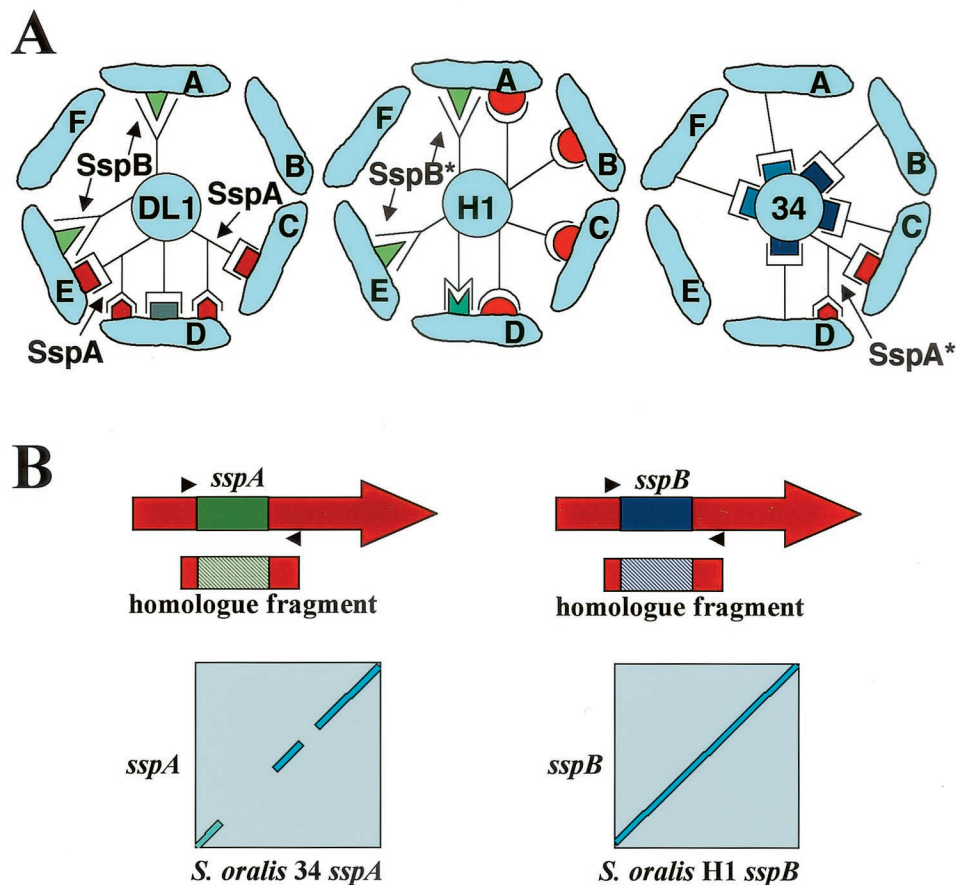 A
A
B
C
D
E
F
SspB
DL1
SspA
SspA
A
B
C
D
E
F
SspB*
H1
A
B
C
D
E
F
34
SspA*
B
sspA
sspB
homologue fragment
homologue fragment
sspA
sspB
S. oralis 34 sspA
S. oralis H1 sspB